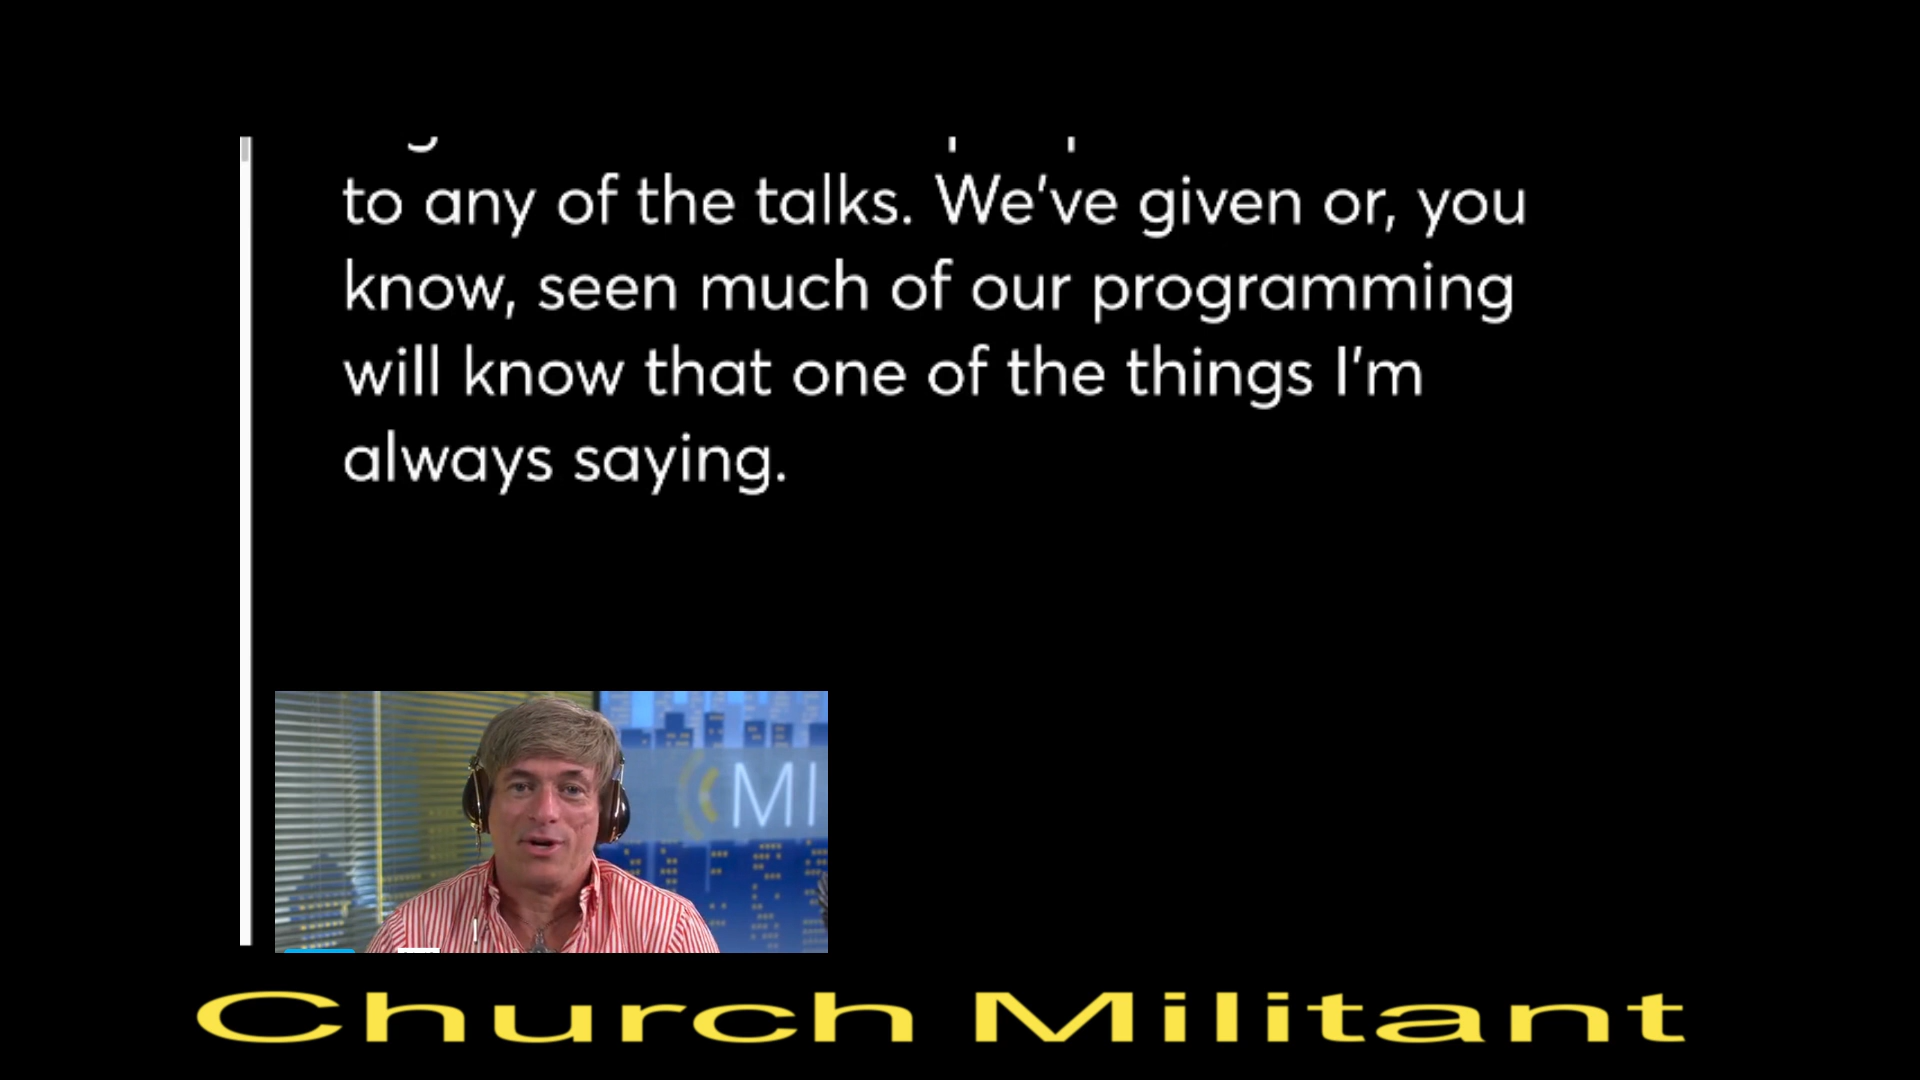 to any of the talks. We've given or, you
know, seen much of our programming
will know that one of the things I'm
always saying.
MI
Church Militant